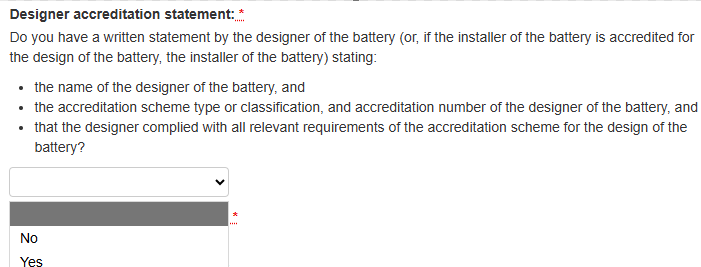 Designer accreditation statement: *
Do you have a written statement by the designer of the battery (or, if the installer of the battery is accredited for
the design of the battery, the installer of the battery) stating:
• the name of the designer of the battery, and
• the accreditation scheme type or classification, and accreditation number of the designer of the battery, and
• that the designer complied with all relevant requirements of the accreditation scheme for the design of the
battery?
*
No
Yes